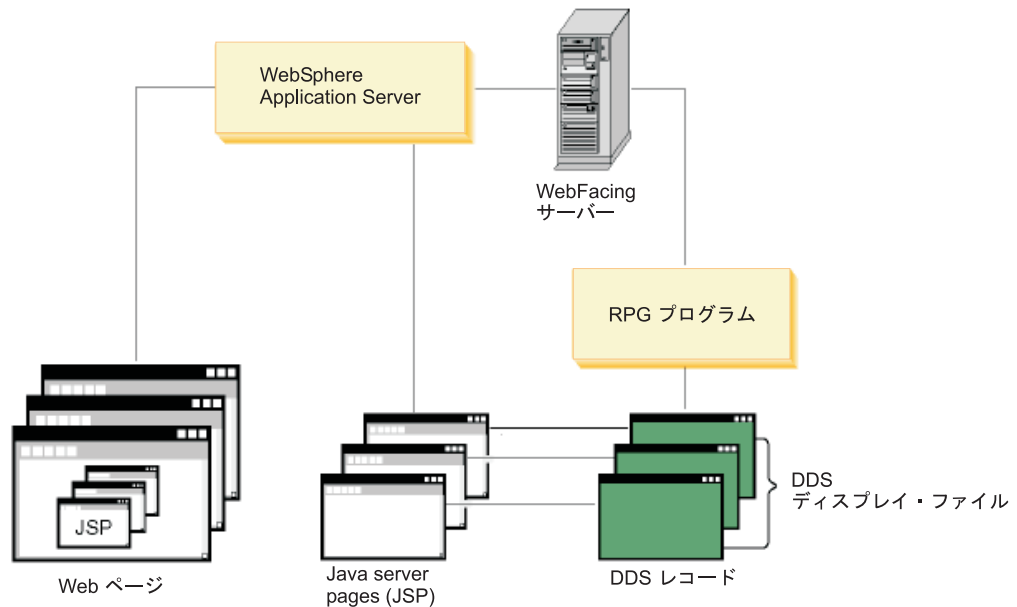 WebSphere
Application Server
WebFacing
サーバー
RPG プログラム
DDS
ディスプレイ・ファイル
JSP
Web ページ
Java server
pages (JSP)
DDS レコード